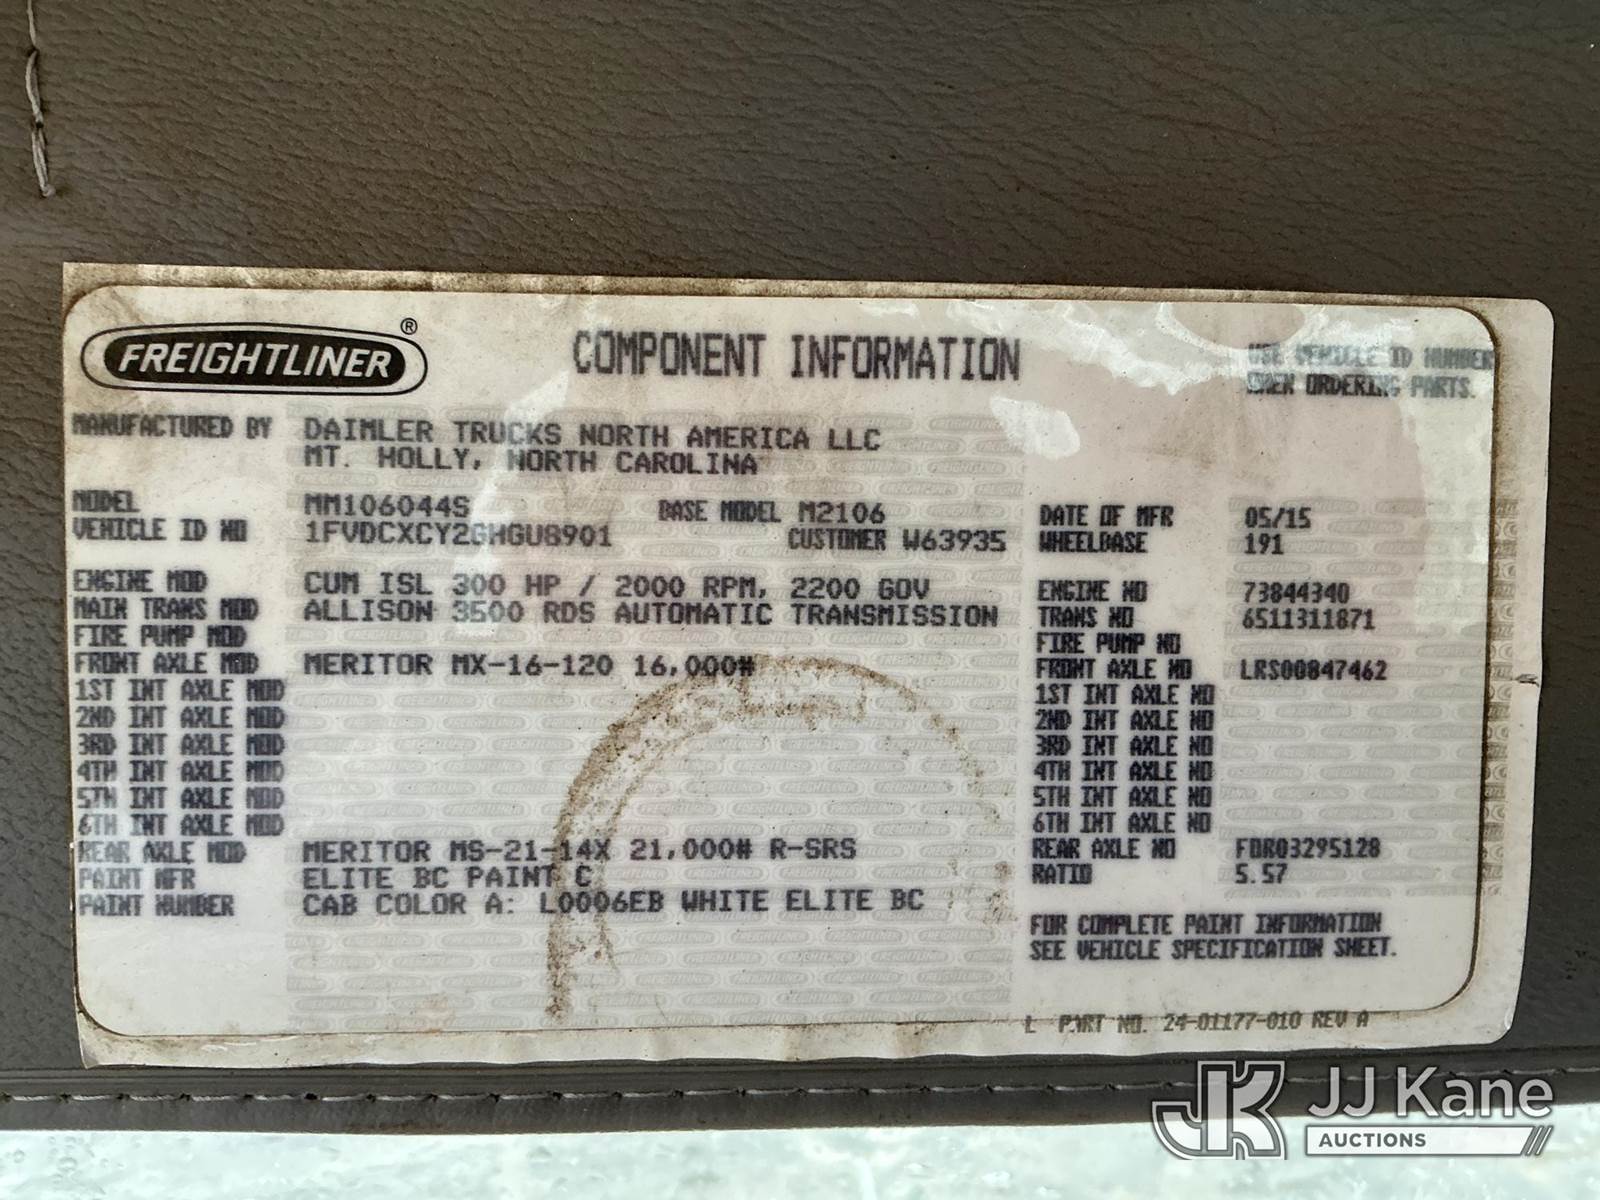 FREIGHTLINER ®
COMPONENT INFORMATION
USE VEHICLE ID NUMBER
WHEN ORDERING PARTS.
MANUFACTURED BY DAIMLER TRUCKS NORTH AMERICA LLC
MT. HOLLY, NORTH CAROLINA
MODEL MM106044S BASE MODEL M2106 DATE OF MFR 05/15
VEHICLE ID NO 1FVDCXCY2GHGU8901 CUSTOMER W63935 WHEELBASE 191
ENGINE MOD CUM ISL 300 HP / 2000 RPM, 2200 GOV ENGINE NO 73844340
MAIN TRANS MOD ALLISON 3500 RDS AUTOMATIC TRANSMISSION TRANS NO 6511311871
FIRE PUMP MOD FIRE PUMP NO
FRONT AXLE MOD MERITOR MX-16-120 16,000# FRONT AXLE NO LRS00847462
1ST INT AXLE MOD 1ST INT AXLE NO
2ND INT AXLE MOD 2ND INT AXLE NO
3RD INT AXLE MOD 3RD INT AXLE NO
4TH INT AXLE MOD 4TH INT AXLE NO
5TH INT AXLE MOD 5TH INT AXLE NO
6TH INT AXLE MOD 6TH INT AXLE NO
REAR AXLE MOD MERITOR MS-21-14X 21,000# R-SRS REAR AXLE NO FDR03295128
PAINT MFR ELITE BC PAINT C RATIO 5.57
PAINT NUMBER CAB COLOR A: L0006EB WHITE ELITE BC
FOR COMPLETE PAINT INFORMATION
SEE VEHICLE SPECIFICATION SHEET.
L PART NO. 24-01177-010 REV A
JK JJ Kane
AUCTIONS